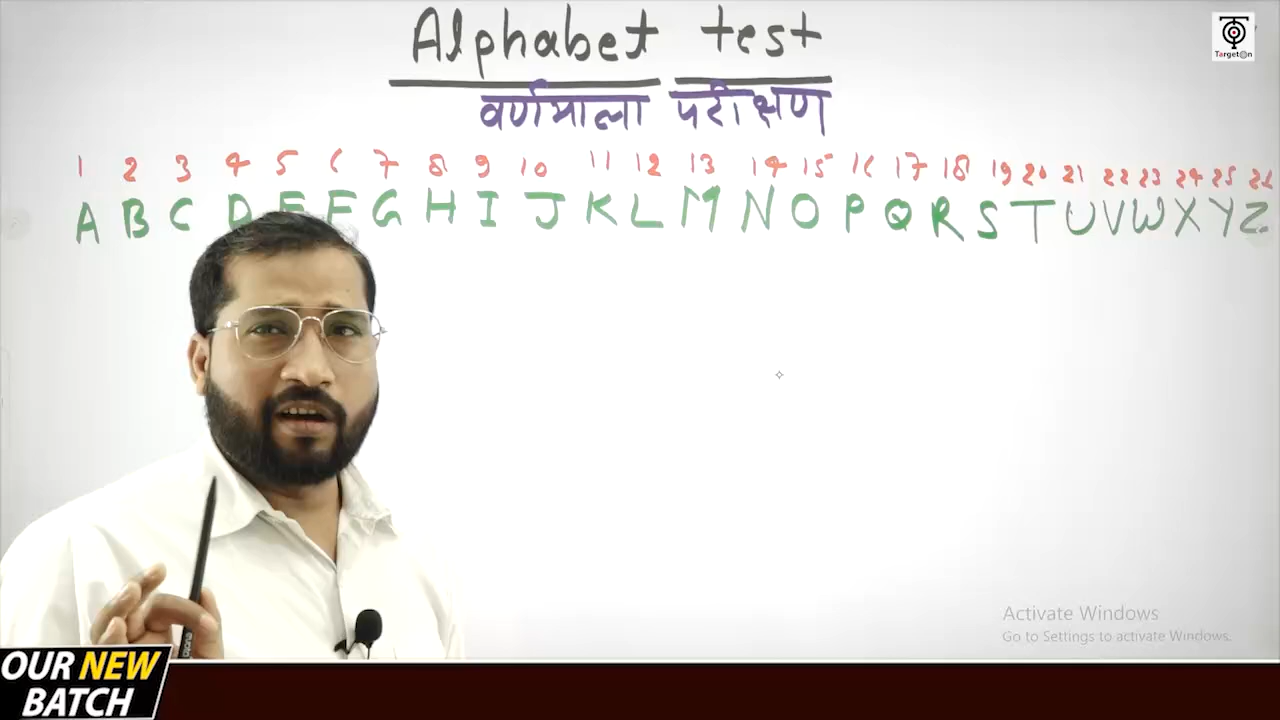 Alphabet test
TargetOn
वर्णमाला परीक्षण
1 2 3 4 5 6 7 8 9 10 11 12 13 14 15 16 17 18 19 20 21 22 23 24 25 26
A B C D E F G H I J K L M N O P Q R S T U V W X Y Z
Activate Windows
Go to Settings to activate Windows.
OUR NEW
BATCH